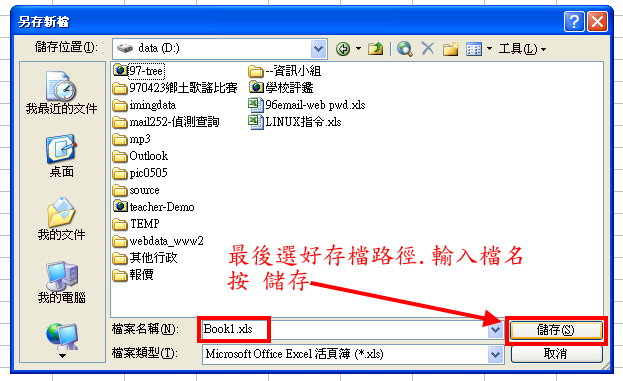 另存新檔
儲存位置(I):
data (D:)
工具(L)
我最近的文件
桌面
我的文件
我的電腦
97-tree
970423鄉土歌謠比賽
imingdata
mail252-偵測查詢
mp3
Outlook
pic0505
source
teacher-Demo
TEMP
webdata_www2
其他行政
報價
--資訊小組
學校評鑑
96email-web pwd.xls
LINUX指令.xls
最後選好存檔路徑.輸入檔名
按 儲存
檔案名稱(N):
Book1.xls
儲存(S)
檔案類型(T):
Microsoft Office Excel 活頁簿 (*.xls)
取消